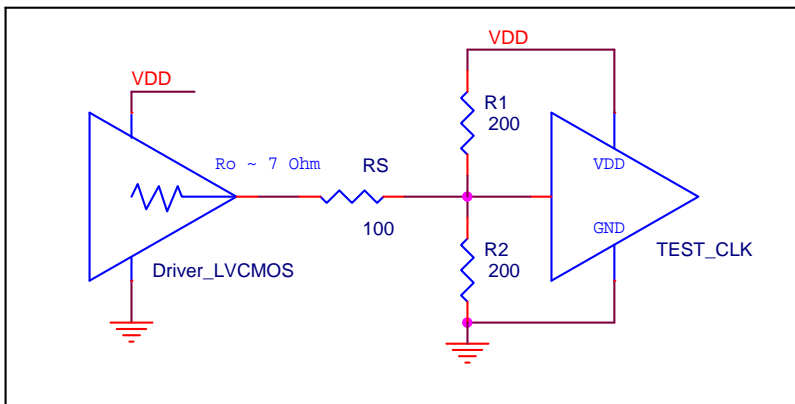 VDD
Ro ~ 7 Ohm
RS
100
Driver_LVCMOS
VDD
R1
200
R2
200
VDD
GND
TEST_CLK